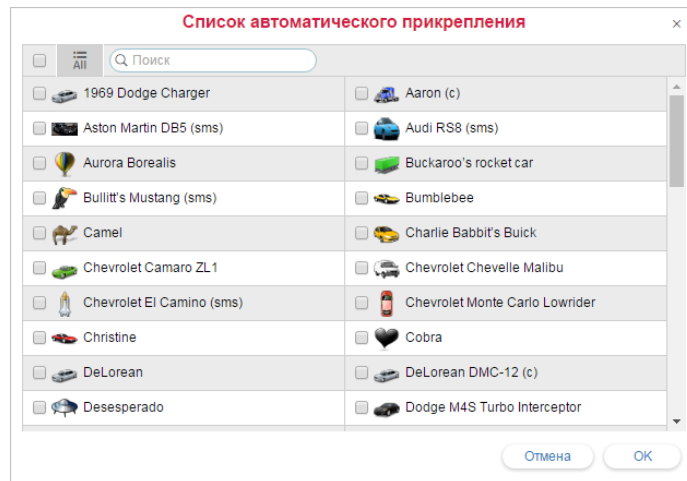 Список автоматического прикрепления
×
All
Поиск
1969 Dodge Charger
Aaron (c)
Aston Martin DB5 (sms)
Audi RS8 (sms)
Aurora Borealis
Buckaroo's rocket car
Bullitt's Mustang (sms)
Bumblebee
Camel
Charlie Babbit's Buick
Chevrolet Camaro ZL1
Chevrolet Chevelle Malibu
Chevrolet El Camino (sms)
Chevrolet Monte Carlo Lowrider
Christine
Cobra
DeLorean
DeLorean DMC-12 (c)
Desesperado
Dodge M4S Turbo Interceptor
Отмена
OK